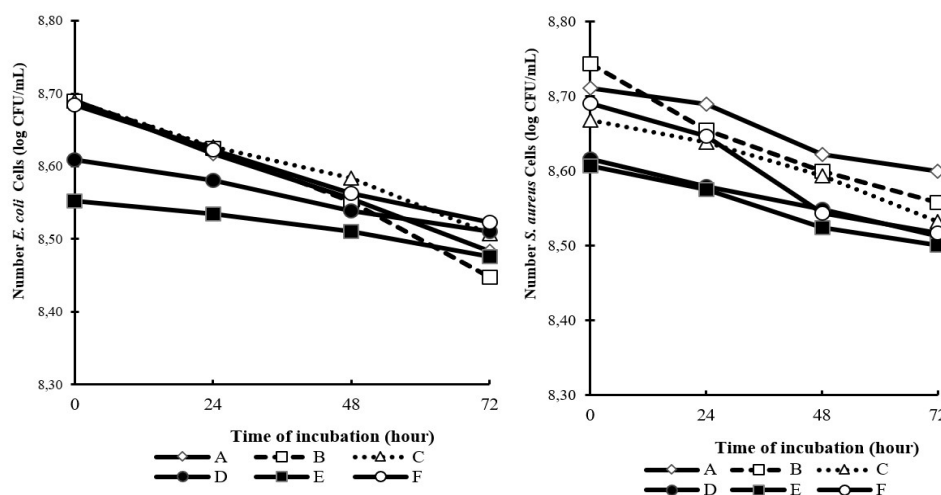 Number E. coli Cells (log CFU/mL)
8,80
8,70
8,60
8,50
8,40
8,30
0 24 48 72
Time of incubation (hour)
A B C
D E F
Number S. aureus Cells (log CFU/mL)
8,80
8,70
8,60
8,50
8,40
8,30
0 24 48 72
Time of incubation (hour)
A B C
D E F